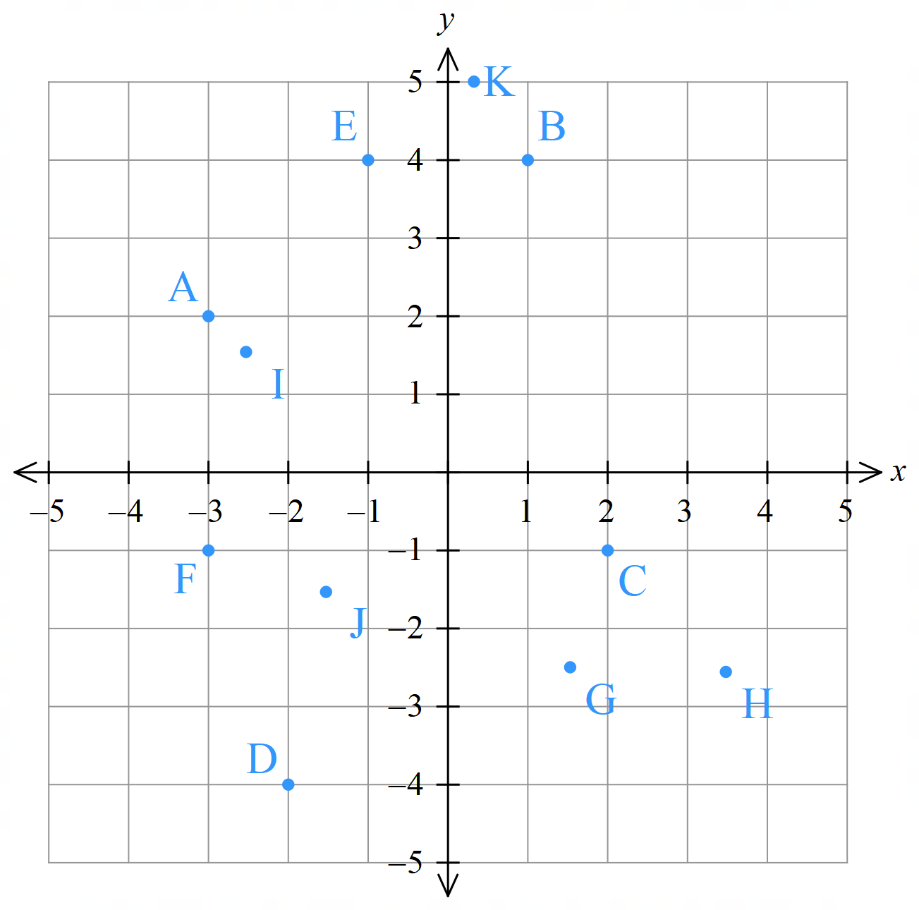 y
5 K
E B
4
3
A
2
I
1
x
–5 –4 –3 –2 –1 1 2 3 4 5
–1
F C
J –2
G H
–3
D
–4
–5